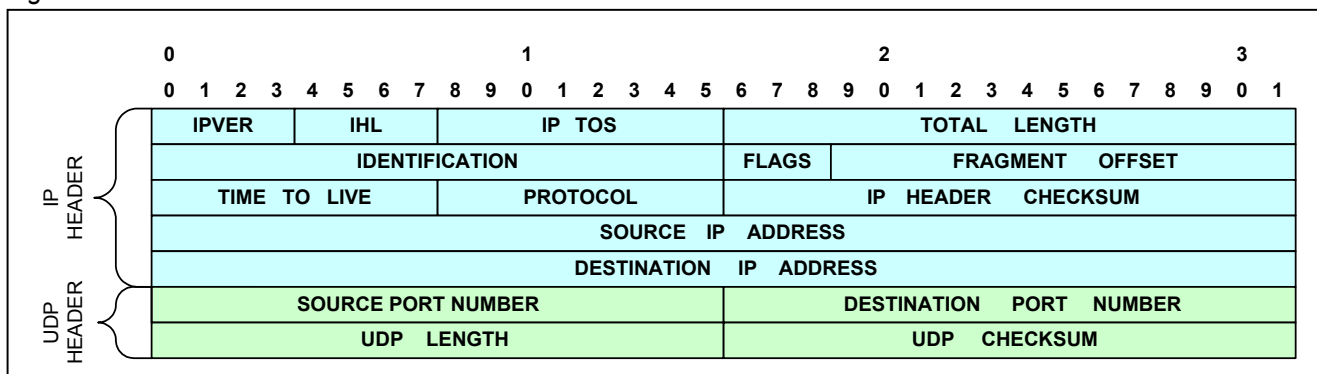 0 1 2 3
0 1 2 3 4 5 6 7 8 9 0 1 2 3 4 5 6 7 8 9 0 1 2 3 4 5 6 7 8 9 0 1
IPVER IHL IP TOS TOTAL LENGTH
IDENTIFICATION FLAGS FRAGMENT OFFSET
TIME TO LIVE PROTOCOL IP HEADER CHECKSUM
SOURCE IP ADDRESS
DESTINATION IP ADDRESS
IP
HEADER
SOURCE PORT NUMBER DESTINATION PORT NUMBER
UDP LENGTH UDP CHECKSUM
UDP
HEADER